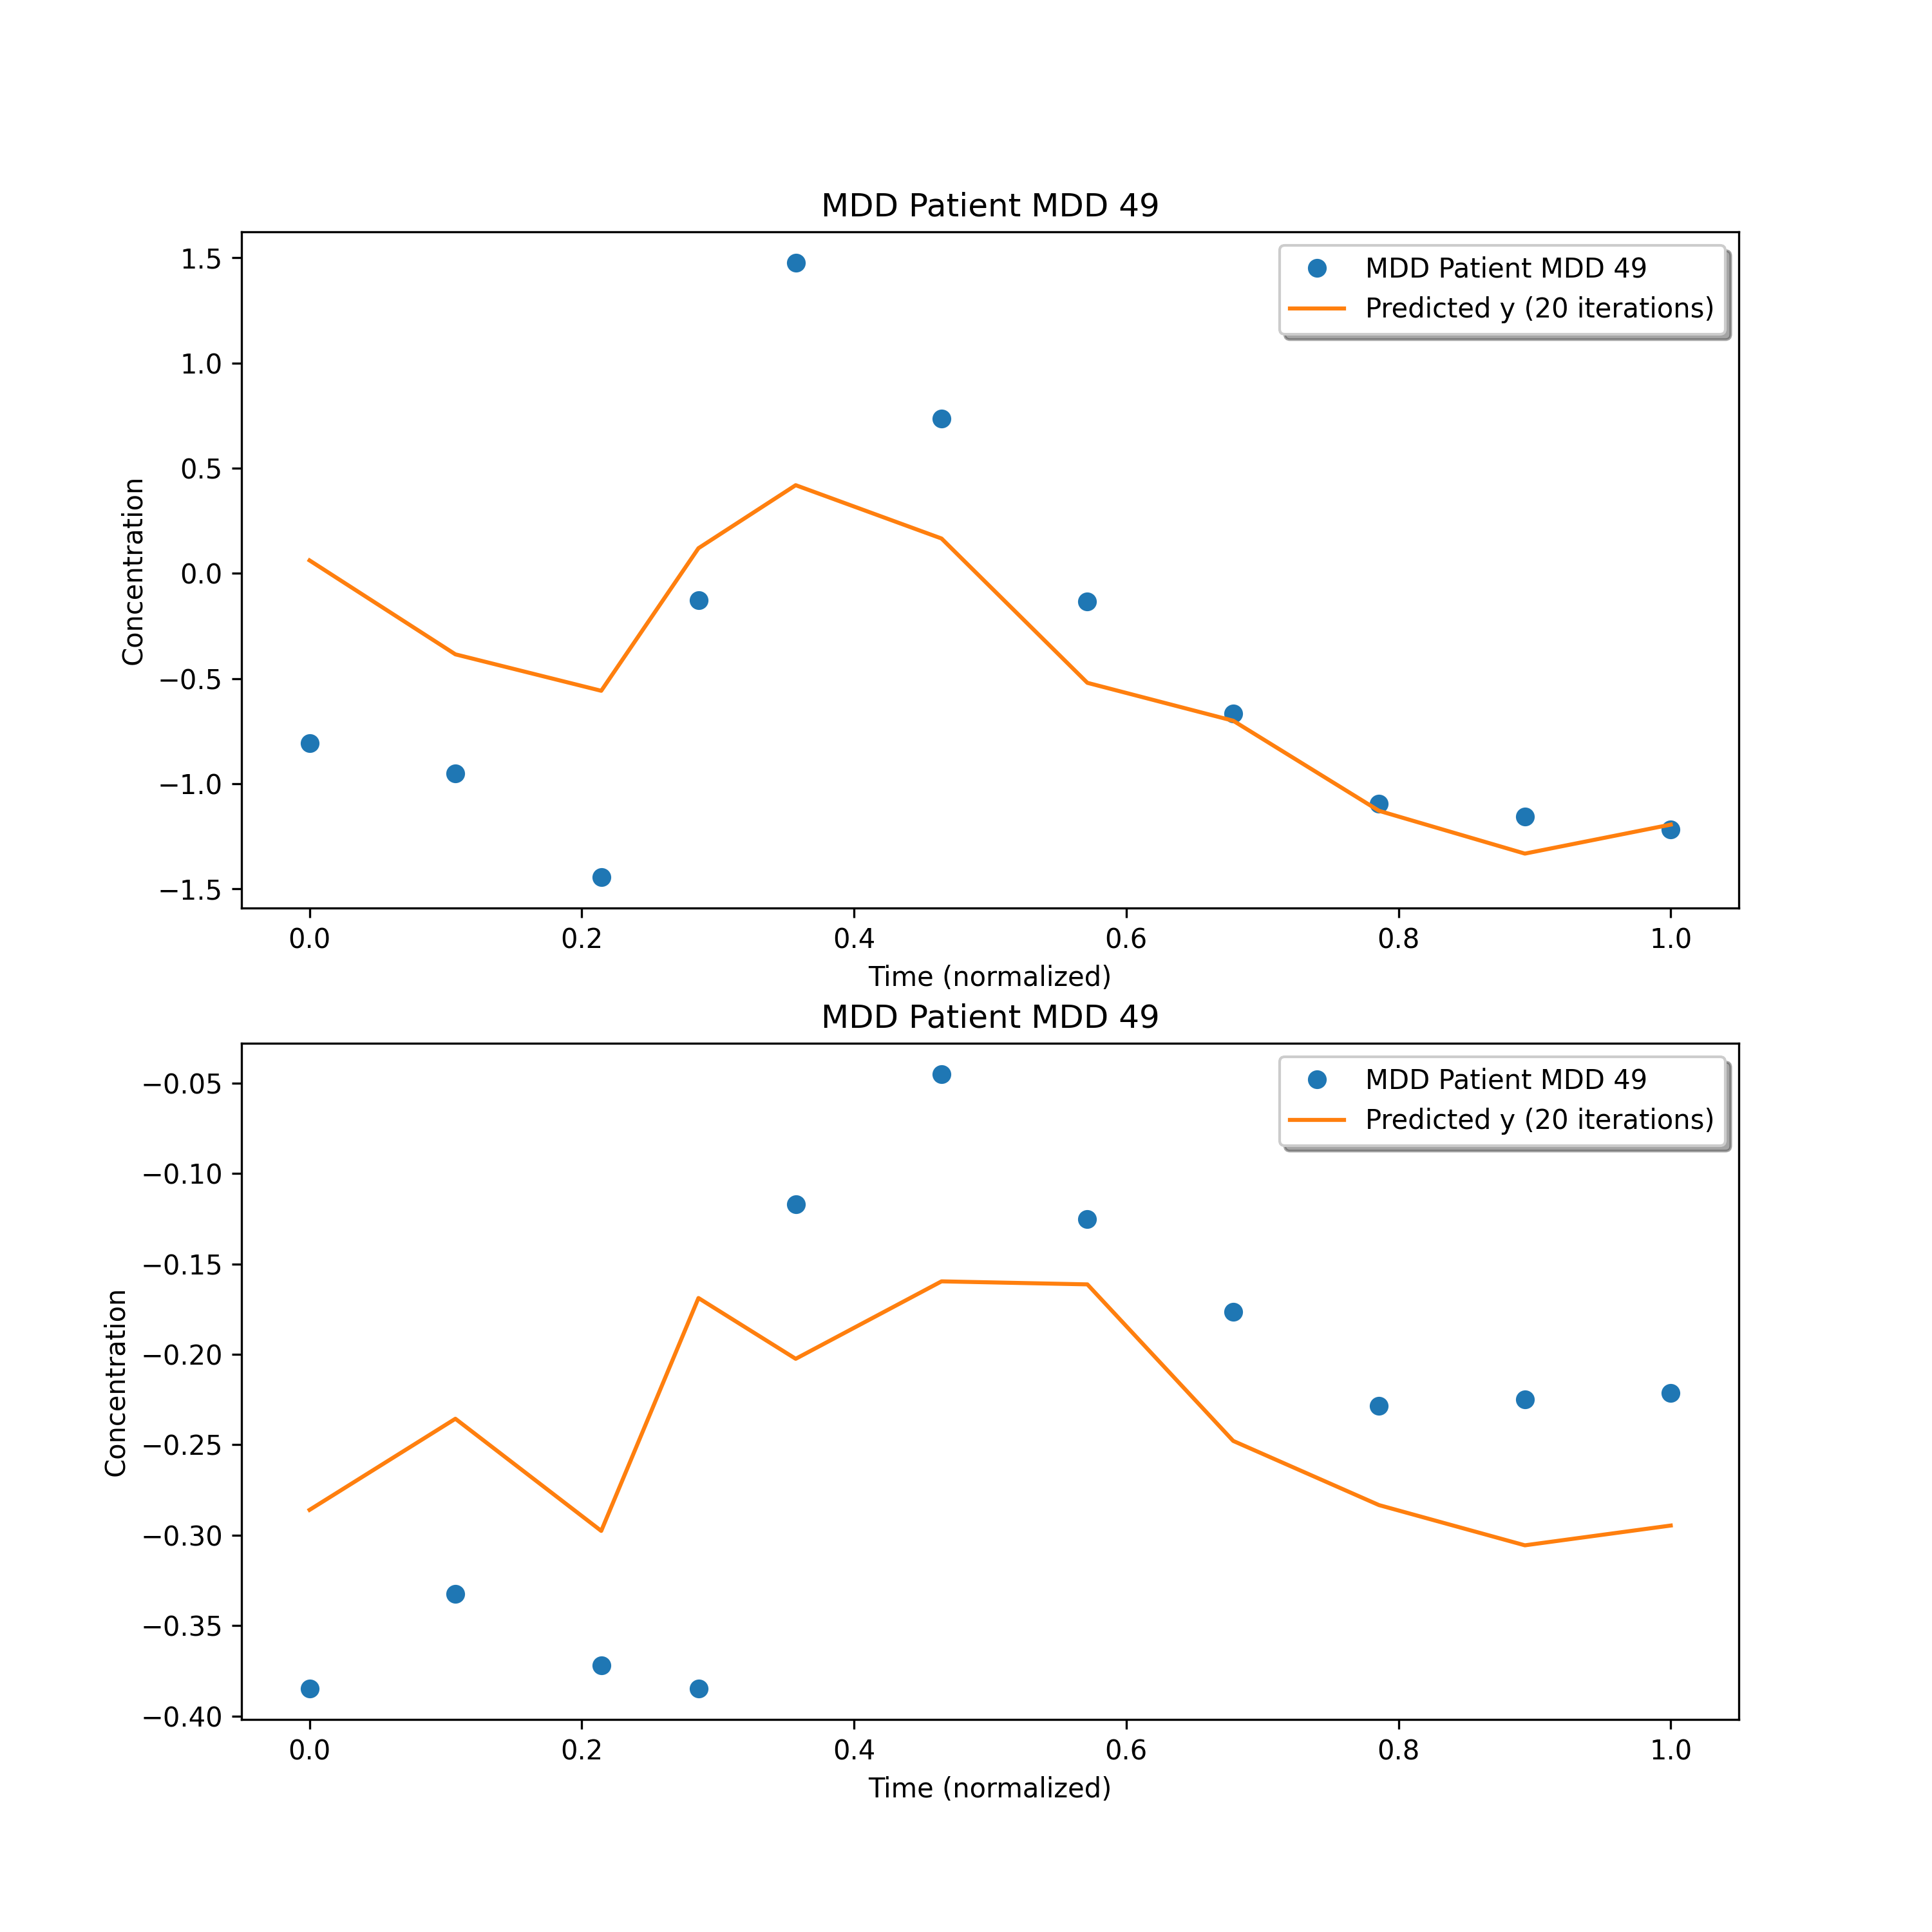 MDD Patient MDD 49
MDD Patient MDD 49
Predicted y (20 iterations)
1.5
1.0
0.5
0.0
−0.5
−1.0
−1.5
Concentration
0.0 0.2 0.4 0.6 0.8 1.0
Time (normalized)
MDD Patient MDD 49
MDD Patient MDD 49
Predicted y (20 iterations)
−0.05
−0.10
−0.15
−0.20
−0.25
−0.30
−0.35
−0.40
Concentration
0.0 0.2 0.4 0.6 0.8 1.0
Time (normalized)